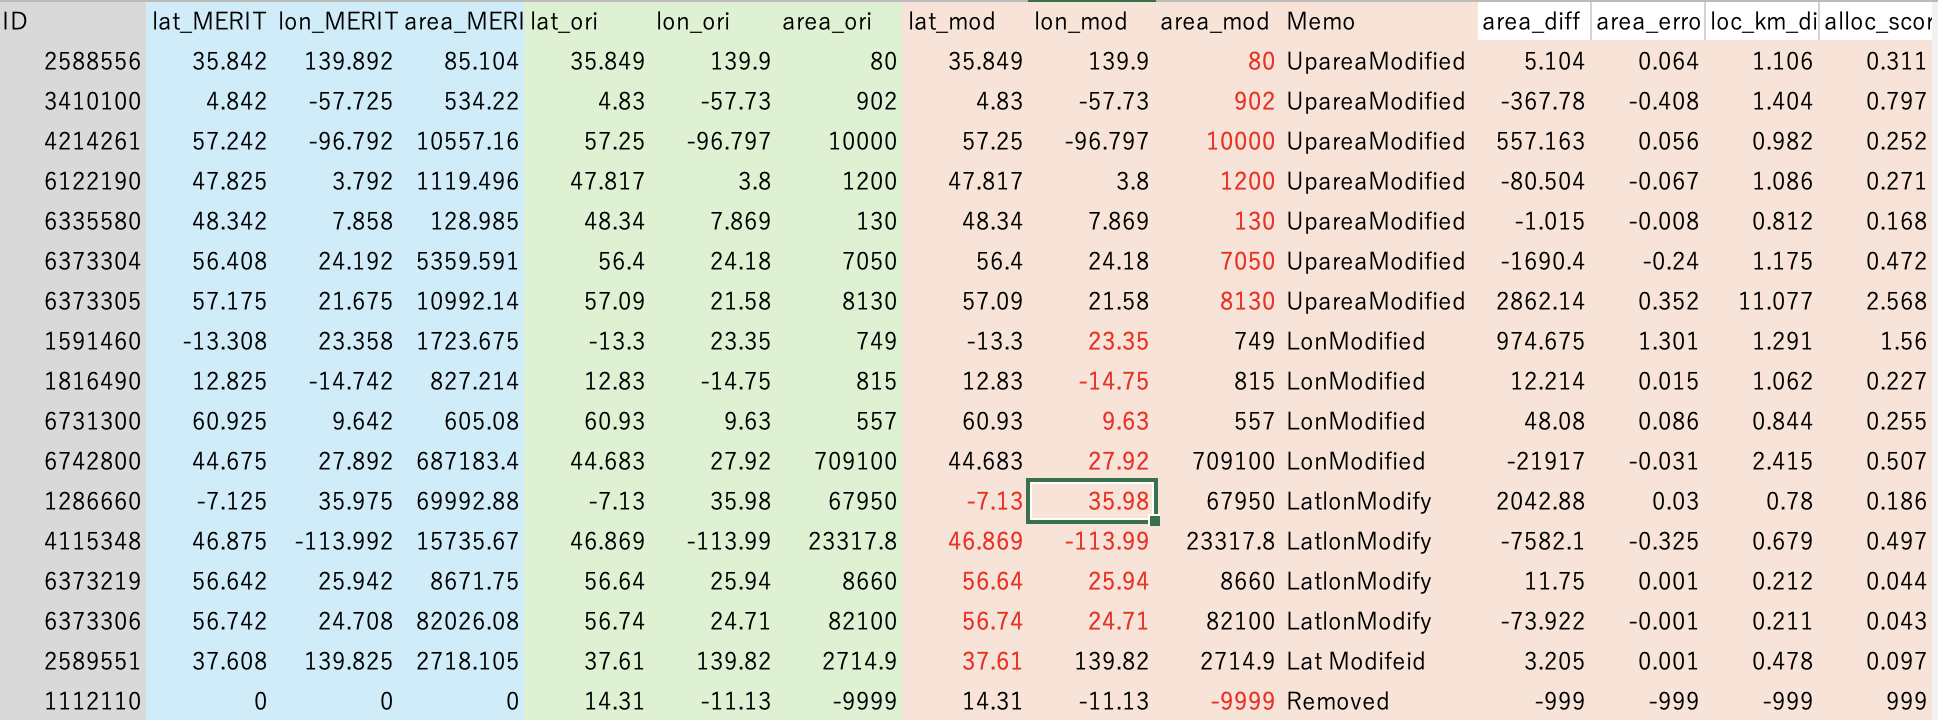 ID lat_MERIT lon_MERIT area_MERI lat_ori lon_ori area_ori lat_mod lon_mod area_mod Memo area_diff area_erro loc_km_di alloc_scor
2588556 35.842 139.892 85.104 35.849 139.9 80 35.849 139.9 80 UpareaModified 5.104 0.064 1.106 0.311
3410100 4.842 -57.725 534.22 4.83 -57.73 902 4.83 -57.73 902 UpareaModified -367.78 -0.408 1.404 0.797
4214261 57.242 -96.792 10557.16 57.25 -96.797 10000 57.25 -96.797 10000 UpareaModified 557.163 0.056 0.982 0.252
6122190 47.825 3.792 1119.496 47.817 3.8 1200 47.817 3.8 1200 UpareaModified -80.504 -0.067 1.086 0.271
6335580 48.342 7.858 128.985 48.34 7.869 130 48.34 7.869 130 UpareaModified -1.015 -0.008 0.812 0.168
6373304 56.408 24.192 5359.591 56.4 24.18 7050 56.4 24.18 7050 UpareaModified -1690.4 -0.24 1.175 0.472
6373305 57.175 21.675 10992.14 57.09 21.58 8130 57.09 21.58 8130 UpareaModified 2862.14 0.352 11.077 2.568
1591460 -13.308 23.358 1723.675 -13.3 23.35 749 -13.3 23.35 749 LonModified 974.675 1.301 1.291 1.56
1816490 12.825 -14.742 827.214 12.83 -14.75 815 12.83 -14.75 815 LonModified 12.214 0.015 1.062 0.227
6731300 60.925 9.642 605.08 60.93 9.63 557 60.93 9.63 557 LonModified 48.08 0.086 0.844 0.255
6742800 44.675 27.892 687183.4 44.683 27.92 709100 44.683 27.92 709100 LonModified -21917 -0.031 2.415 0.507
1286660 -7.125 35.975 69992.88 -7.13 35.98 67950 -7.13 35.98 67950 LatlonModify 2042.88 0.03 0.78 0.186
4115348 46.875 -113.992 15735.67 46.869 -113.99 23317.8 46.869 -113.99 23317.8 LatlonModify -7582.1 -0.325 0.679 0.497
6373219 56.642 25.942 8671.75 56.64 25.94 8660 56.64 25.94 8660 LatlonModify 11.75 0.001 0.212 0.044
6373306 56.742 24.708 82026.08 56.74 24.71 82100 56.74 24.71 82100 LatlonModify -73.922 -0.001 0.211 0.043
2589551 37.608 139.825 2718.105 37.61 139.82 2714.9 37.61 139.82 2714.9 Lat Modifeid 3.205 0.001 0.478 0.097
1112110 0 0 0 14.31 -11.13 -9999 14.31 -11.13 -9999 Removed -999 -999 -999 999